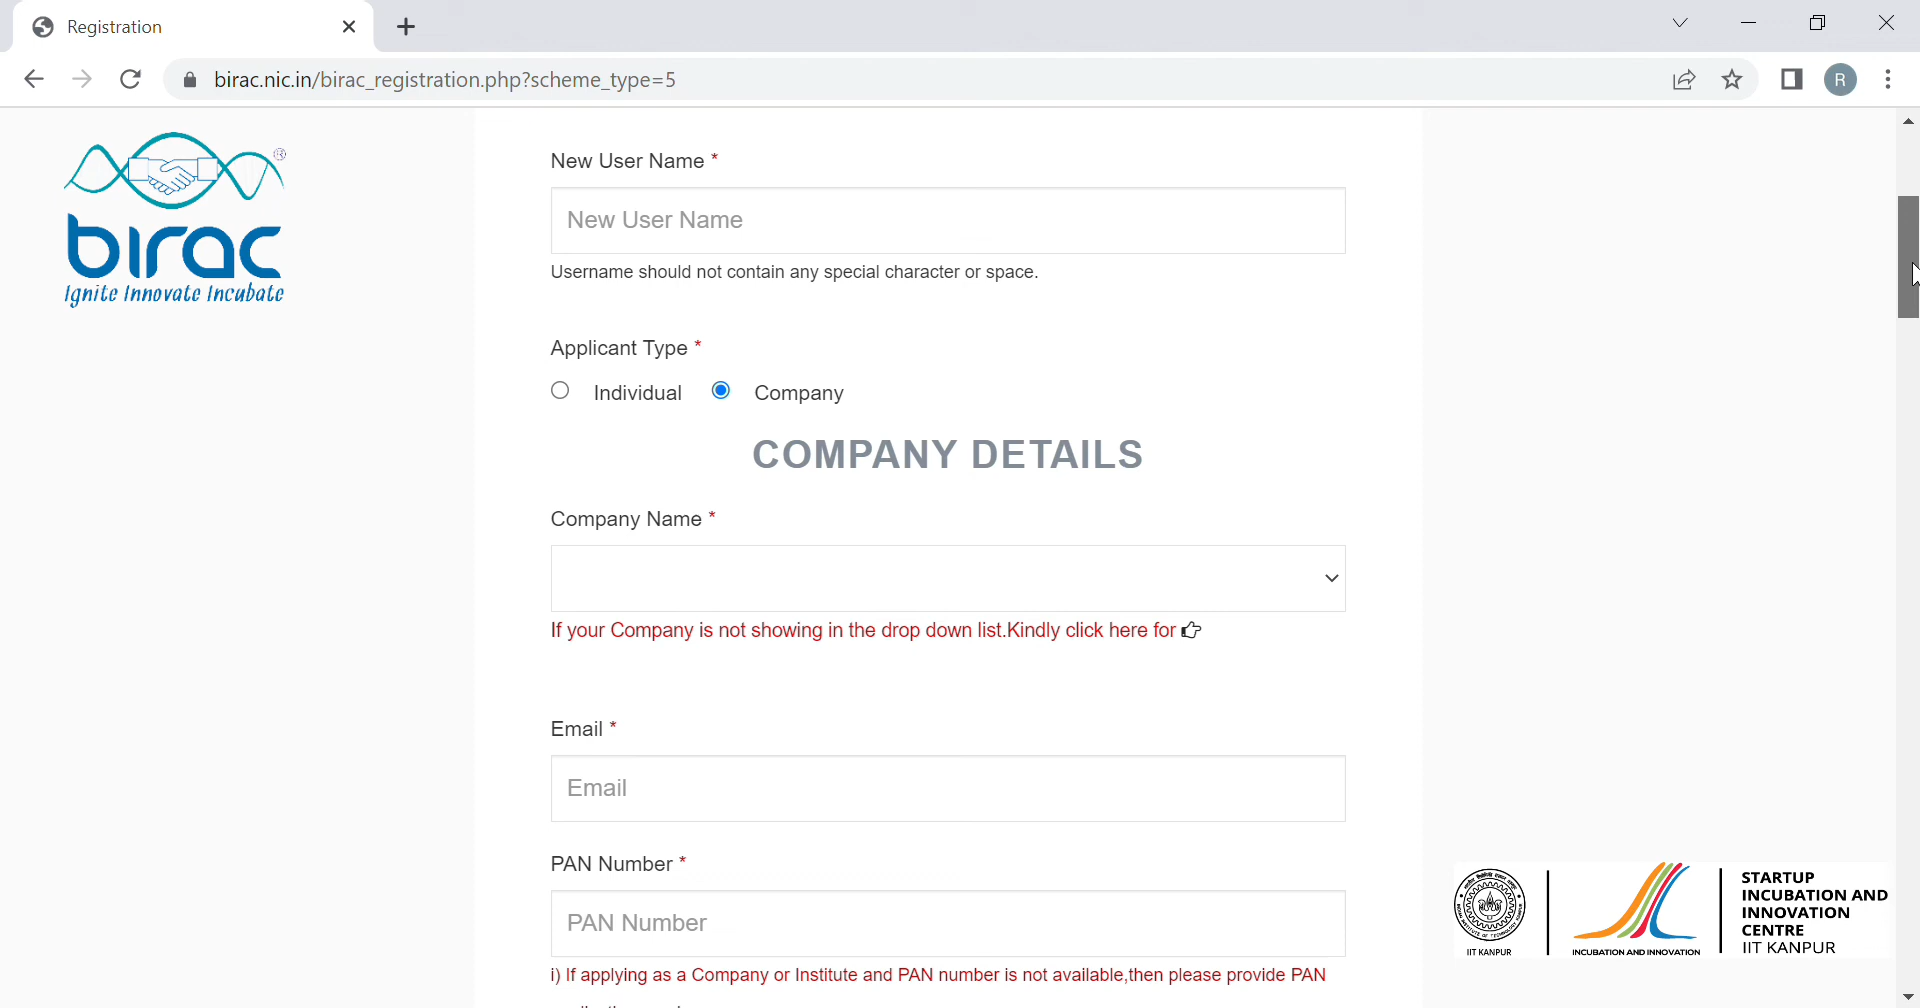 Registration
birac.nic.in/birac_registration.php?scheme_type=5
R
®
birac
Ignite Innovate Incubate
New User Name *
New User Name
Username should not contain any special character or space.
Applicant Type *
Individual Company
COMPANY DETAILS
Company Name *
If your Company is not showing in the drop down list.Kindly click here for
Email *
Email
PAN Number *
PAN Number
i) If applying as a Company or Institute and PAN number is not available,then please provide PAN
IIT KANPUR
INCUBATION AND INNOVATION
STARTUP
INCUBATION AND
INNOVATION
CENTRE
IIT KANPUR